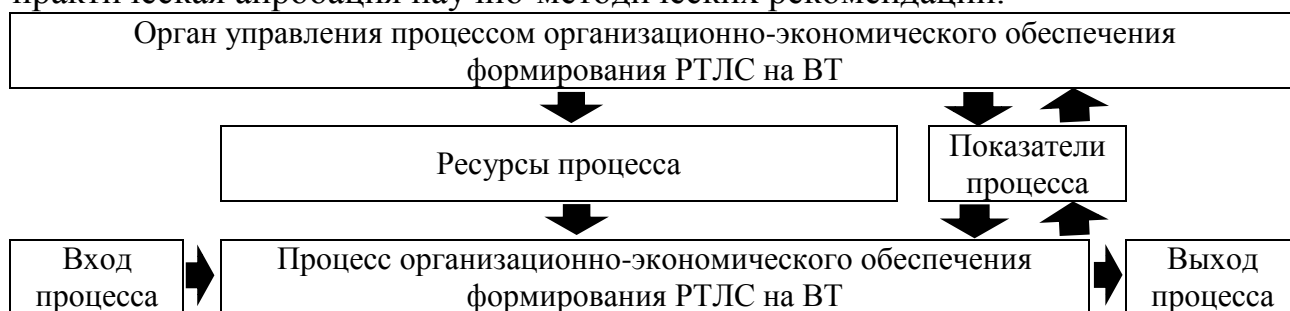 практическая апробация научно-методических рекомендаций.
Орган управления процессом организационно-экономического обеспечения
формирования РТЛС на ВТ
Ресурсы процесса
Показатели
процесса
Вход
процесса
Процесс организационно-экономического обеспечения
формирования РТЛС на ВТ
Выход
процесса